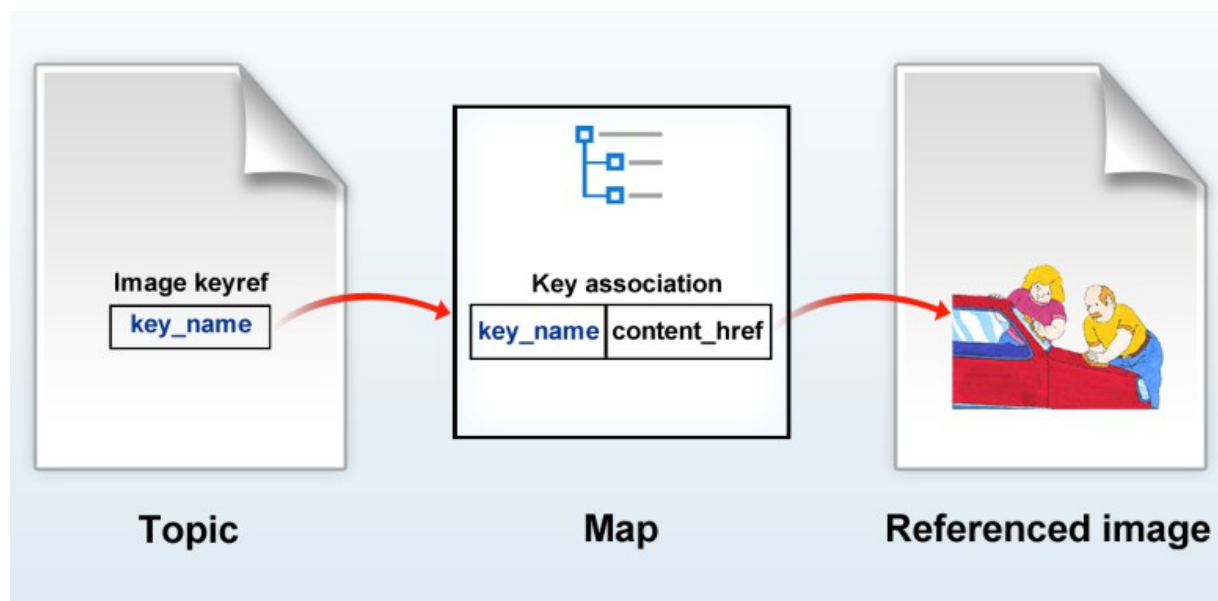 Image keyref
key_name
Key association
key_name content_href
Topic
Map
Referenced image